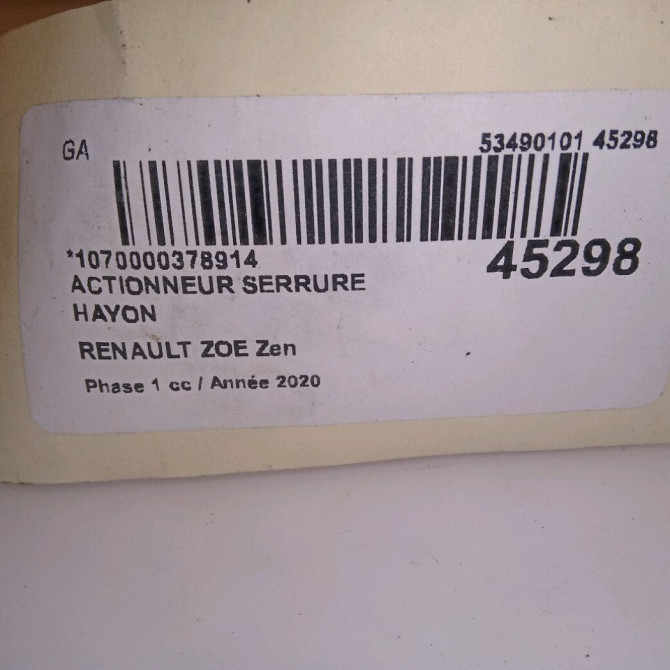 GA
53490101 45298
*1070000378914
45298
ACTIONNEUR SERRURE
HAYON
RENAULT ZOE Zen
Phase 1 cc / Année 2020